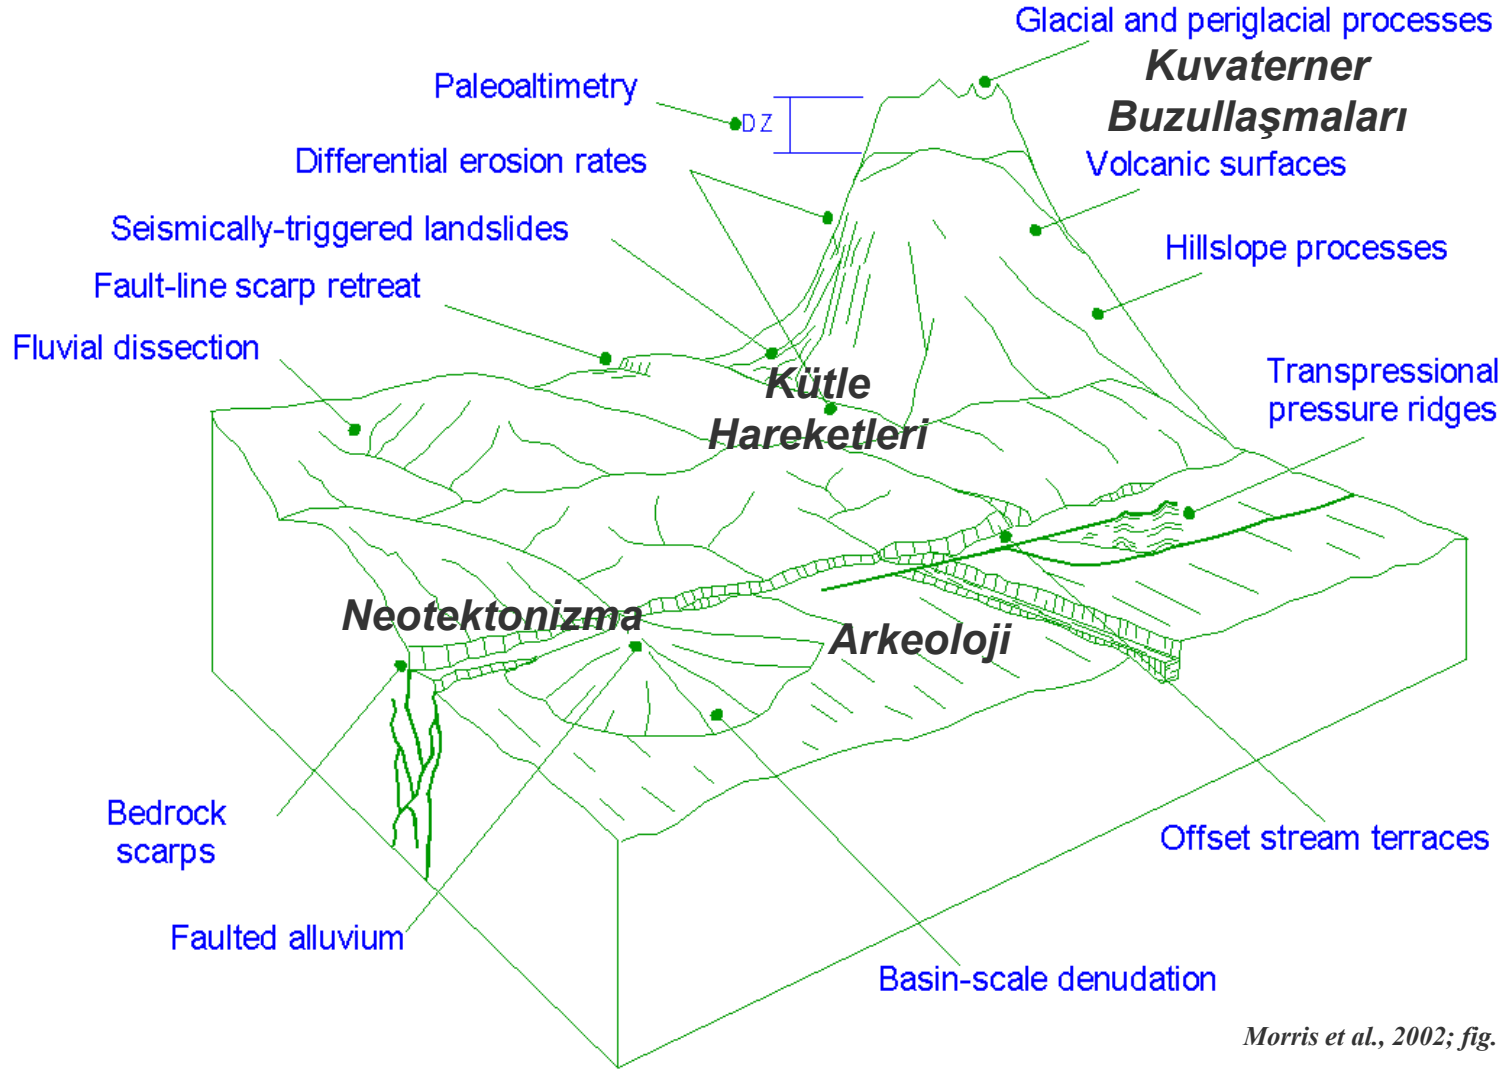 Glacial and periglacial processes
Kuvaterner
Buzullaşmaları
Paleoaltimetry
DZ
Differential erosion rates
Volcanic surfaces
Seismically-triggered landslides
Hillslope processes
Fault-line scarp retreat
Fluvial dissection
Transpressional
pressure ridges
Kütle
Hareketleri
Neotektonizma
Arkeoloji
Bedrock
scarps
Offset stream terraces
Faulted alluvium
Basin-scale denudation
Morris et al., 2002; fig.